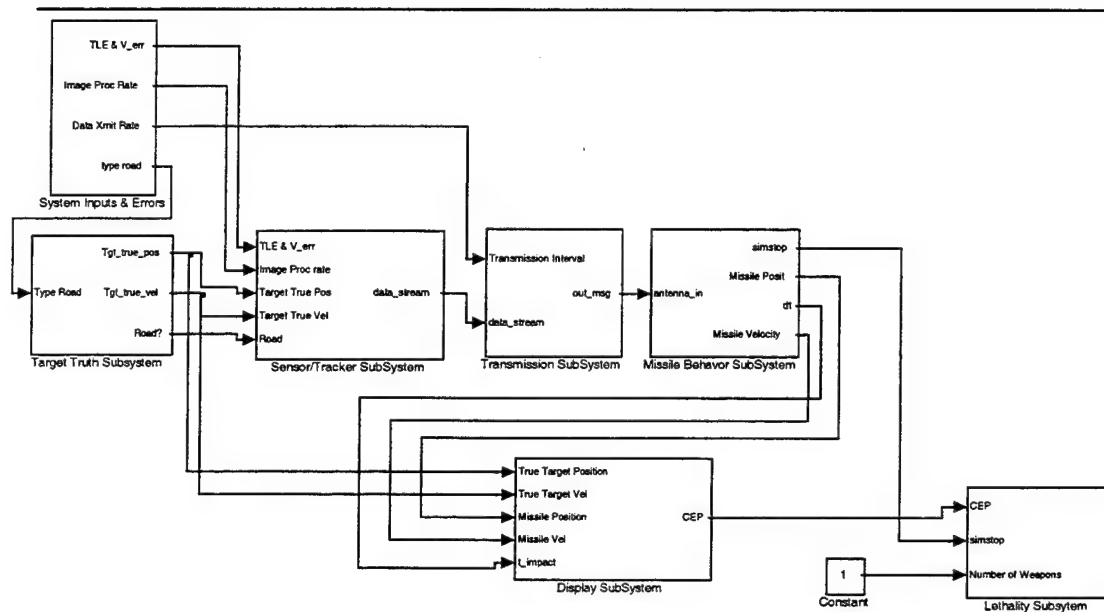 TLE & V_err
Image Proc Rate
Data Xmit Rate
type road
System Inputs & Errors
Type Road
Tgt_true_pos
Tgt_true_vel
Road?
Target Truth Subsystem
TLE & V_err
Image Proc rate
Target True Pos
Target True Vel
Road
data_stream
Sensor/Tracker SubSystem
Transmission Interval
data_stream
out_msg
Transmission SubSystem
antenna_in
simstop
Missile Posit
dt
Missile Velocity
Missile Behavor SubSystem
True Target Position
True Target Vel
Missile Position
Missile Vel
t_impact
CEP
Display SubSystem
1
Constant
CEP
simstop
Number of Weapons
Lethality Subsytem